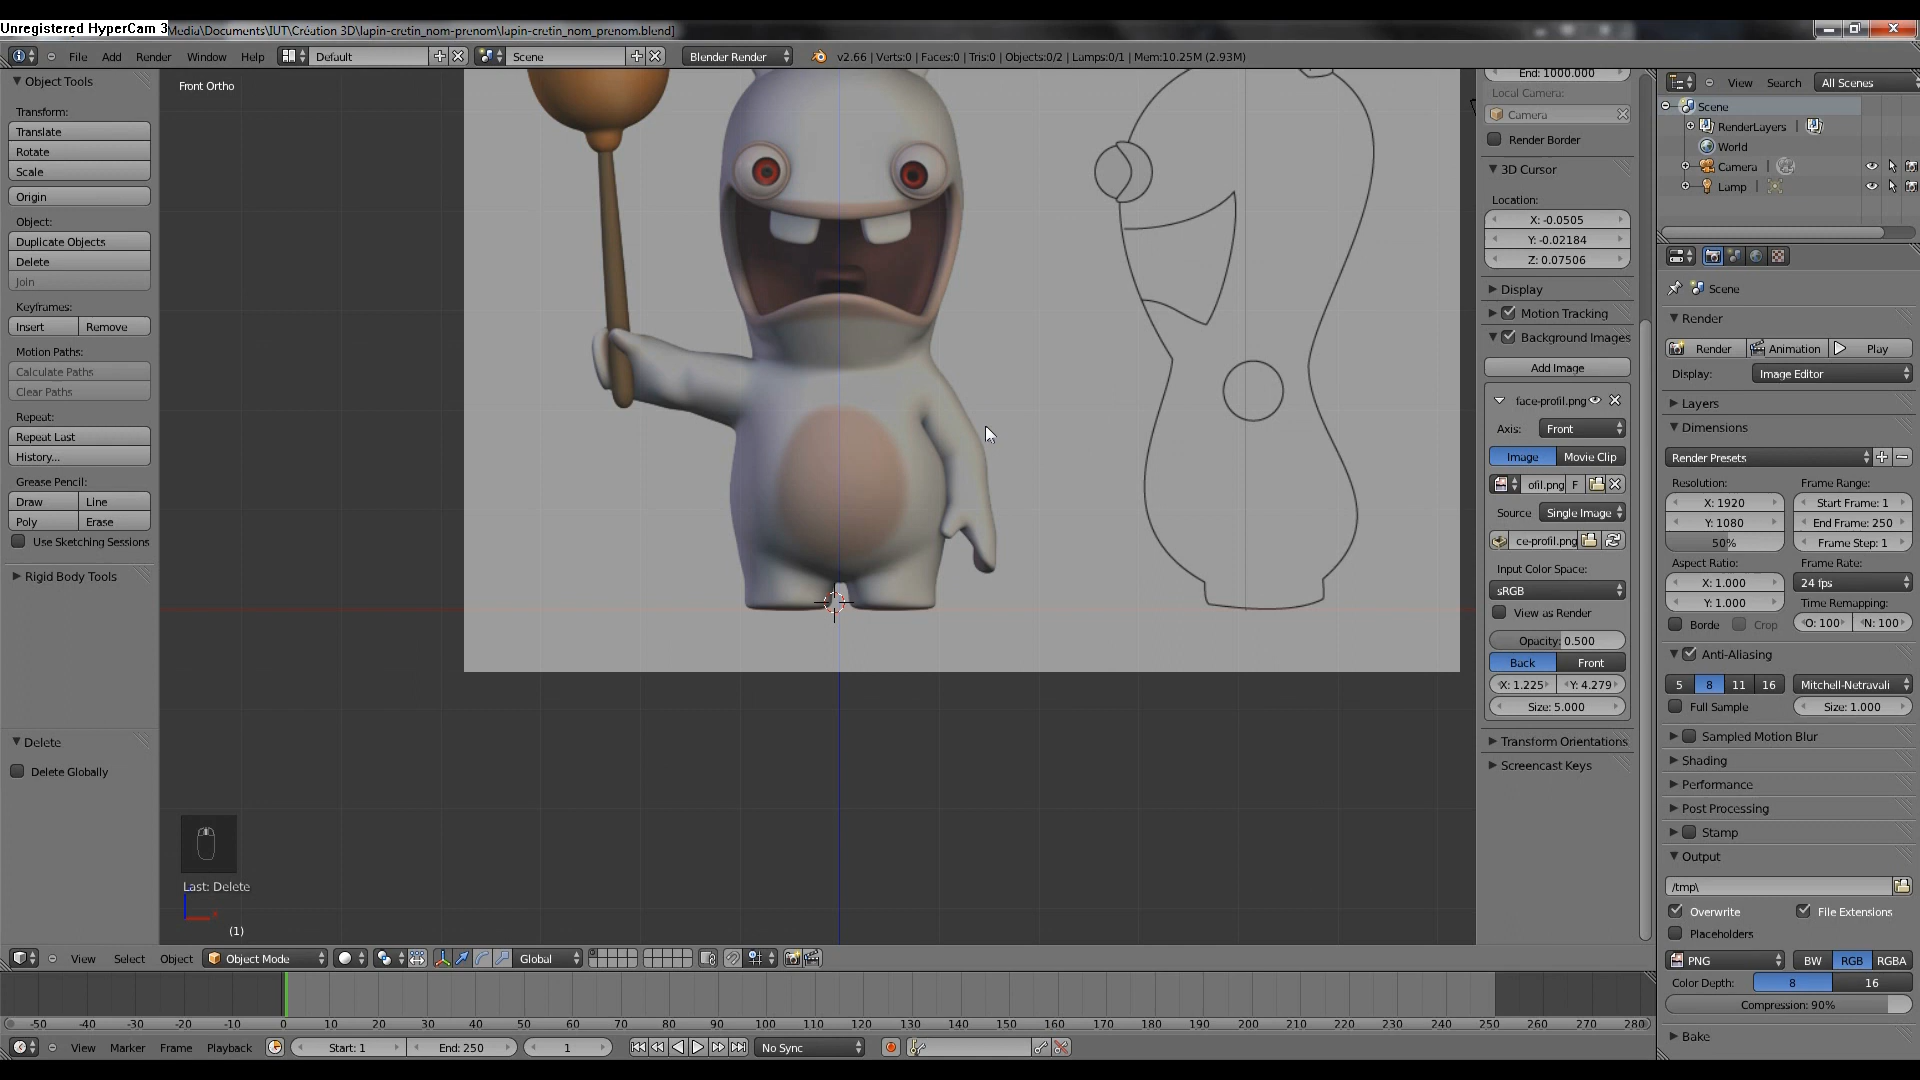 Unregistered HyperCam 3
Media\Documents\IUT\Création 3D\lapin-cretin_nom-prenom\lapin-cretin_nom_prenom.blend]
File Add Render Window Help Default Scene Blender Render v2.66 | Verts:0 | Faces:0 | Tris:0 | Objects:0/2 | Lamps:0/1 | Mem:10.25M (2.93M)
Object Tools
Transform:
Translate
Rotate
Scale
Origin
Object:
Duplicate Objects
Delete
Join
Keyframes:
Insert Remove
Motion Paths:
Calculate Paths
Clear Paths
Repeat:
Repeat Last
History...
Grease Pencil:
Draw Line
Poly Erase
Use Sketching Sessions
Rigid Body Tools
Delete
Delete Globally
Front Ortho
Last: Delete
(1)
End: 1000.000
Local Camera:
Camera
Render Border
3D Cursor
Location:
X: -0.0505
Y: -0.02184
Z: 0.07506
Display
Motion Tracking
Background Images
Add Image
face-profil.png
Axis: Front
Image Movie Clip
ofil.png F
Source Single Image
ce-profil.png
Input Color Space:
sRGB
View as Render
Opacity: 0.500
Back Front
X: 1.225 Y: 4.279
Size: 5.000
Transform Orientations
Screencast Keys
View Search All Scenes
Scene
RenderLayers
World
Camera
Lamp
Scene
Render
Render Animation Play
Display: Image Editor
Layers
Dimensions
Render Presets
Resolution: Frame Range:
X: 1920 Start Frame: 1
Y: 1080 End Frame: 250
50% Frame Step: 1
Aspect Ratio: Frame Rate:
X: 1.000 24 fps
Y: 1.000 Time Remapping:
Borde Crop O: 100 N: 100
Anti-Aliasing
5 8 11 16 Mitchell-Netravali
Full Sample Size: 1.000
Sampled Motion Blur
Shading
Performance
Post Processing
Stamp
Output
/tmp\
Overwrite File Extensions
Placeholders
PNG BW RGB RGBA
Color Depth: 8 16
Compression: 90%
Bake
View Select Object Object Mode Global
-50 -40 -30 -20 -10 0 10 20 30 40 50 60 70 80 90 100 110 120 130 140 150 160 170 180 190 200 210 220 230 240 250 260 270 280
View Marker Frame Playback Start: 1 End: 250 1 No Sync